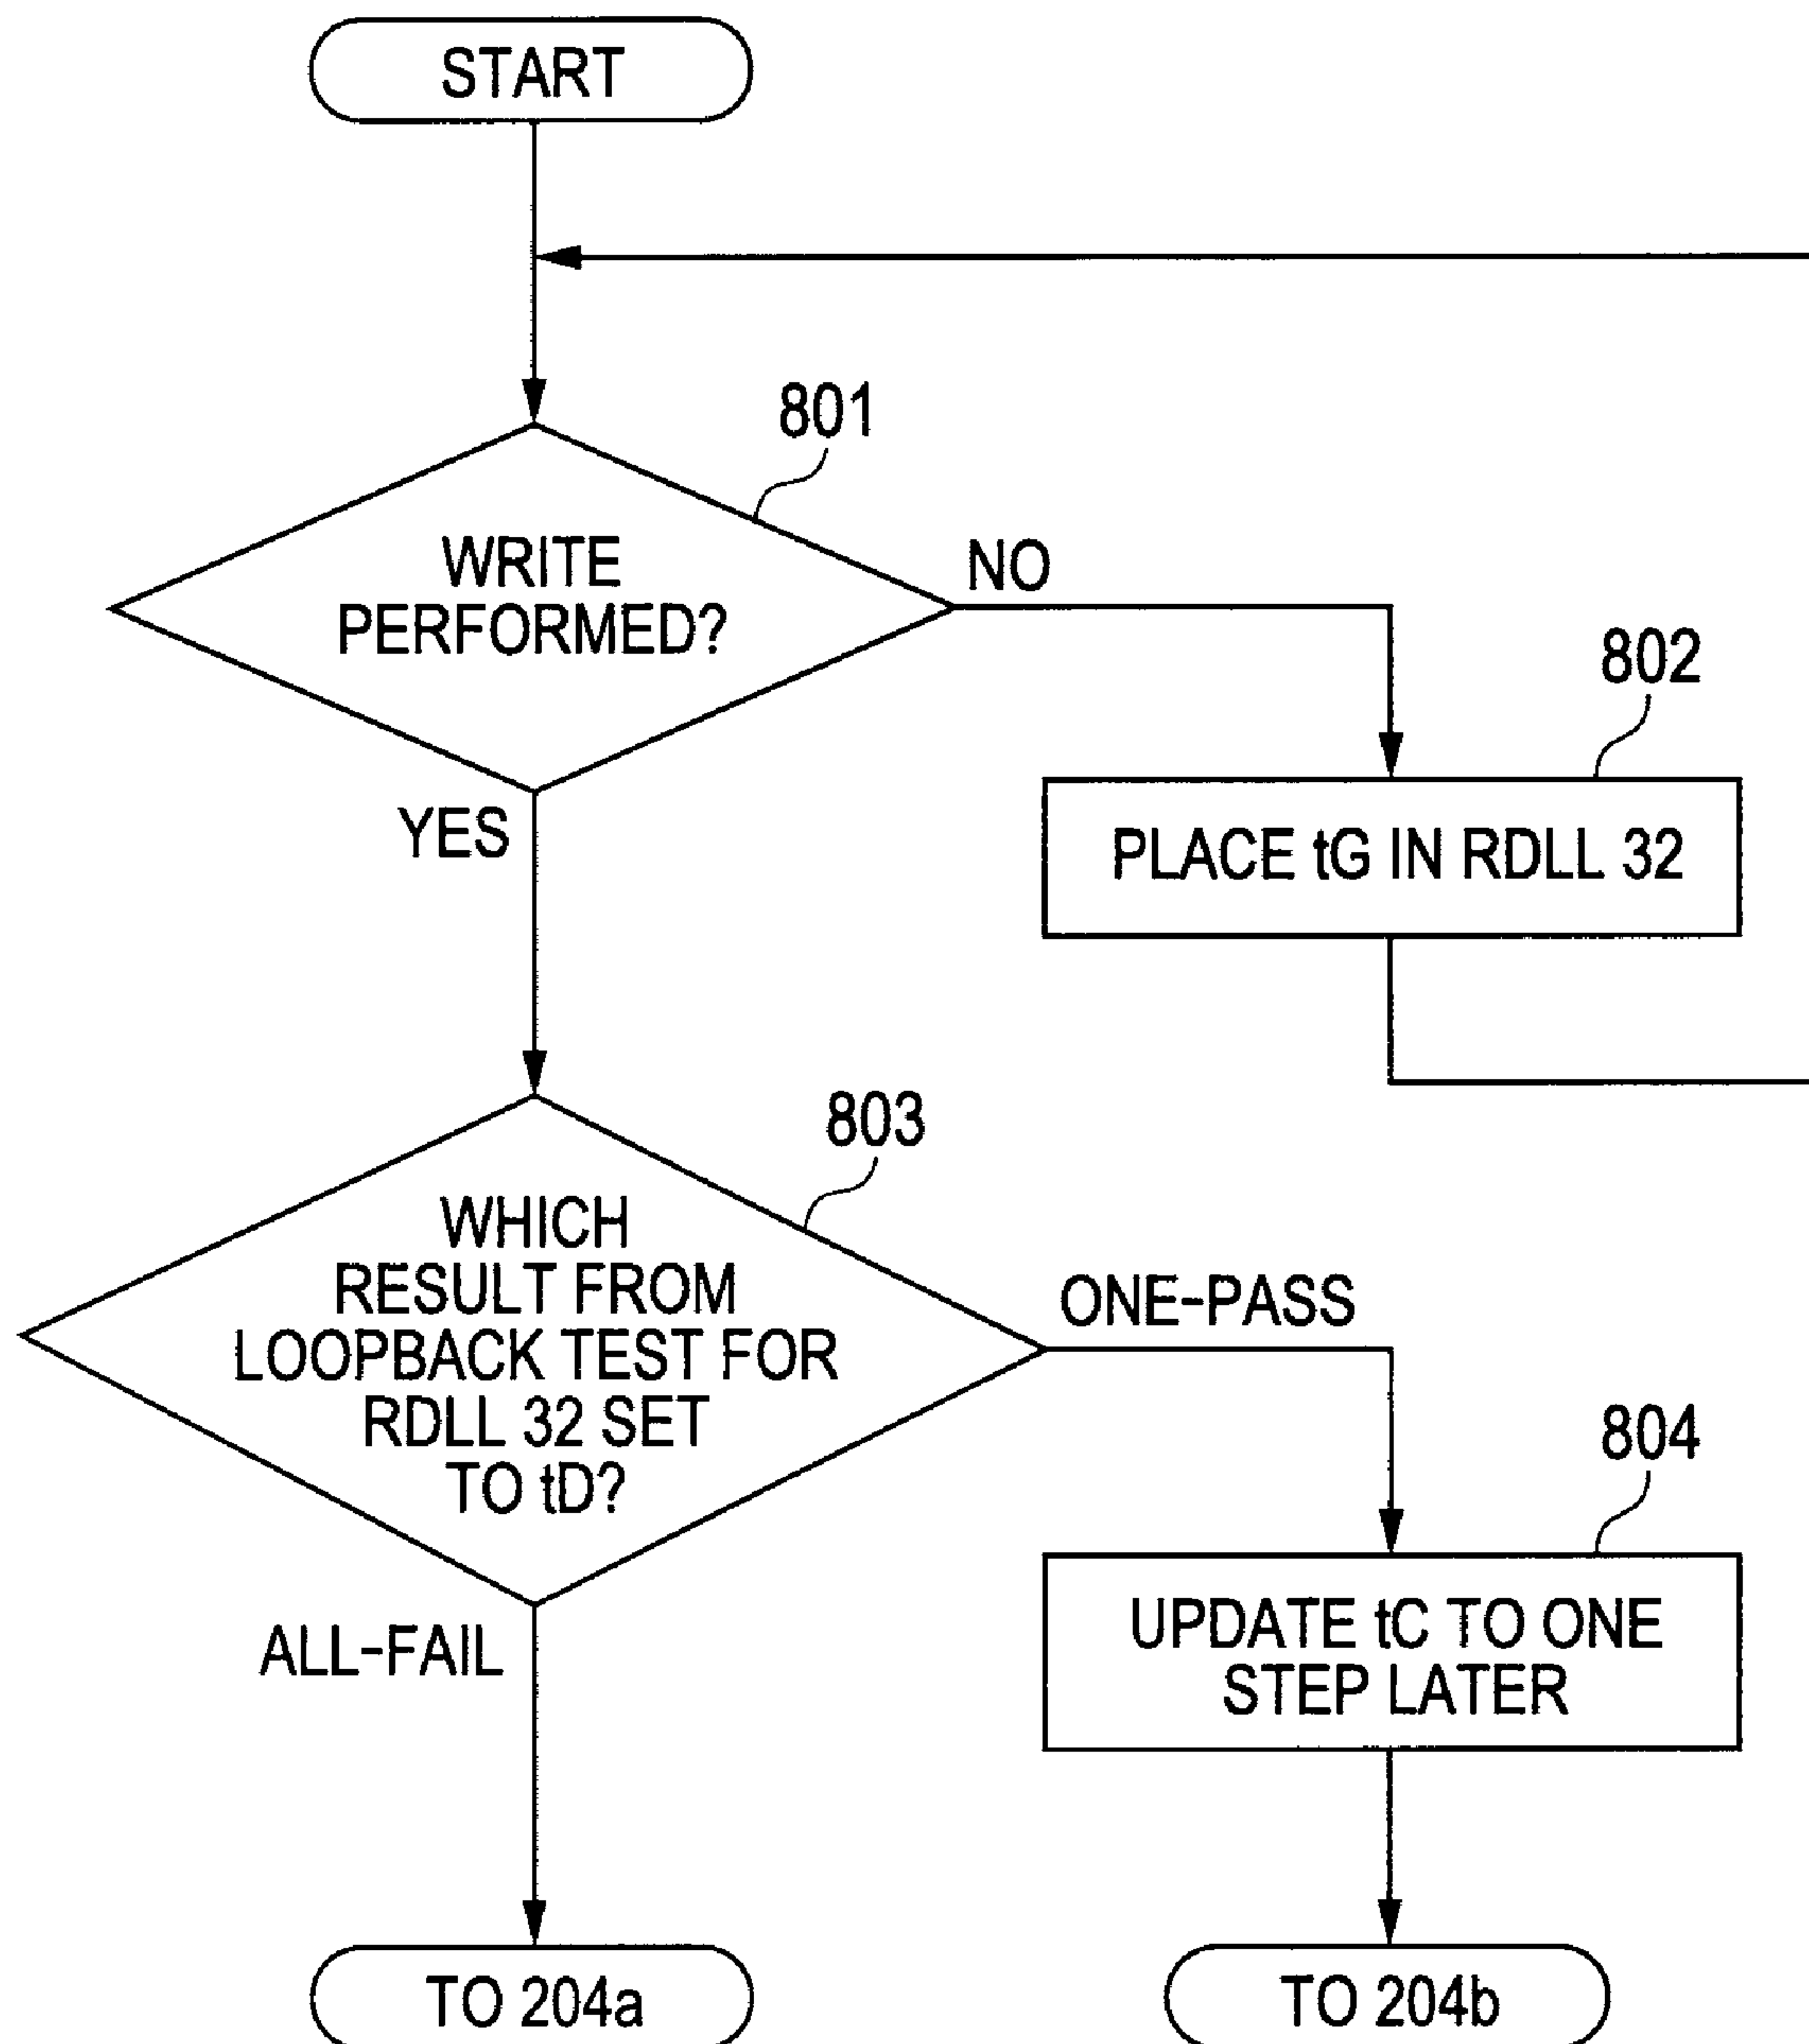 START
801
WRITE
PERFORMED?
NO
802
YES
PLACE tG IN RDLL 32
803
WHICH
RESULT FROM
LOOPBACK TEST FOR
RDLL 32 SET
TO tD?
ONE-PASS
804
ALL-FAIL
UPDATE tC TO ONE
STEP LATER
TO 204a
TO 204b